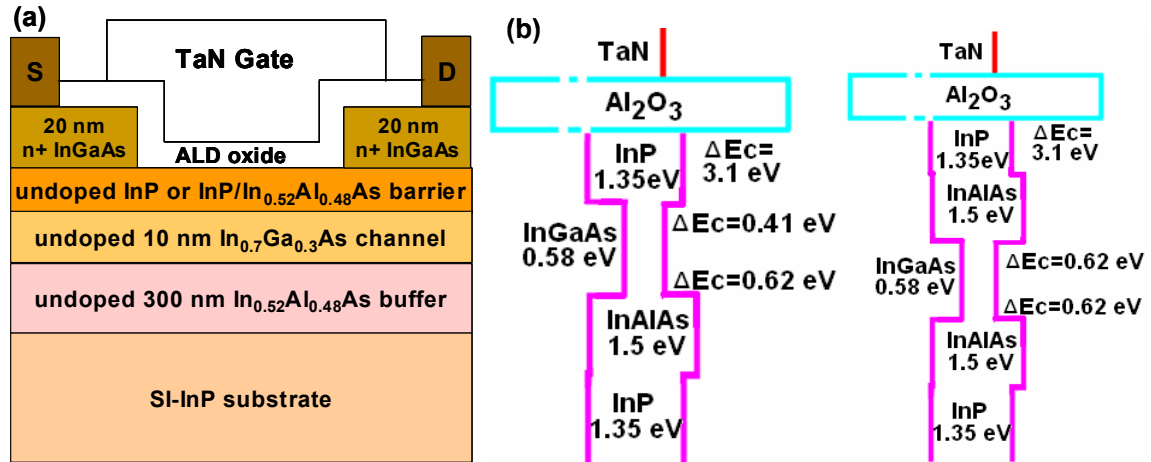 (a)
TaN Gate
S
D
20 nm
n+ InGaAs
20 nm
n+ InGaAs
ALD oxide
undoped InP or InP/In₀.₅₂Al₀.₄₈As barrier
undoped 10 nm In₀.₇Ga₀.₃As channel
undoped 300 nm In₀.₅₂Al₀.₄₈As buffer
SI-InP substrate
(b)
TaN
Al₂O₃
InP
1.35eV
ΔEc=
3.1 eV
InGaAs
0.58 eV
ΔEc=0.41 eV
ΔEc=0.62 eV
InAlAs
1.5 eV
InP
1.35 eV
TaN
Al₂O₃
InP
1.35eV
ΔEc=
3.1 eV
InAlAs
1.5 eV
InGaAs
0.58 eV
ΔEc=0.62 eV
ΔEc=0.62 eV
InAlAs
1.5 eV
InP
1.35 eV